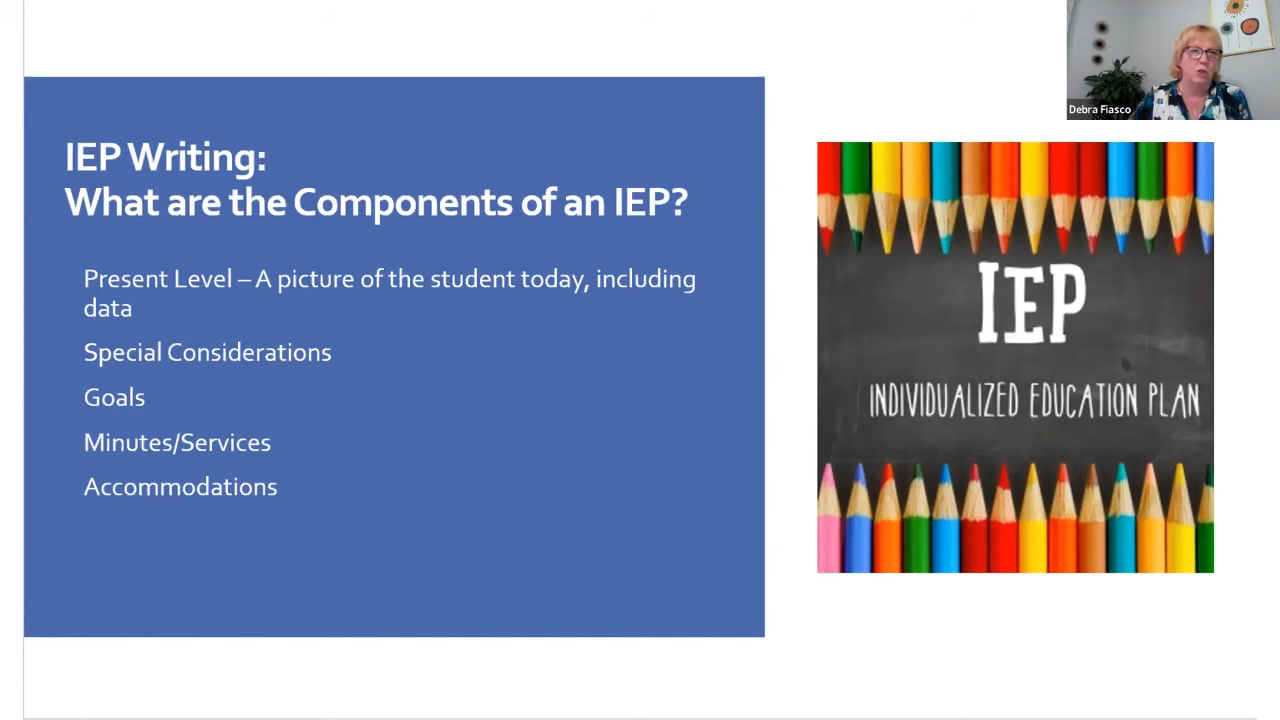 Debra Fiasco
IEP Writing:
What are the Components of an IEP?
Present Level – A picture of the student today, including
data
Special Considerations
Goals
Minutes/Services
Accommodations
IEP
INDIVIDUALIZED EDUCATION PLAN